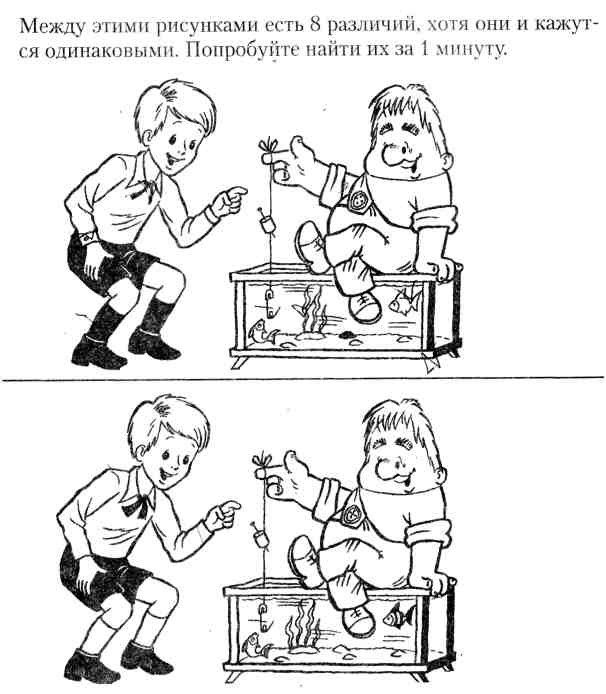 Между этими рисунками есть 8 различий, хотя они и кажут-
ся одинаковыми. Попробуйте найти их за 1 минуту.